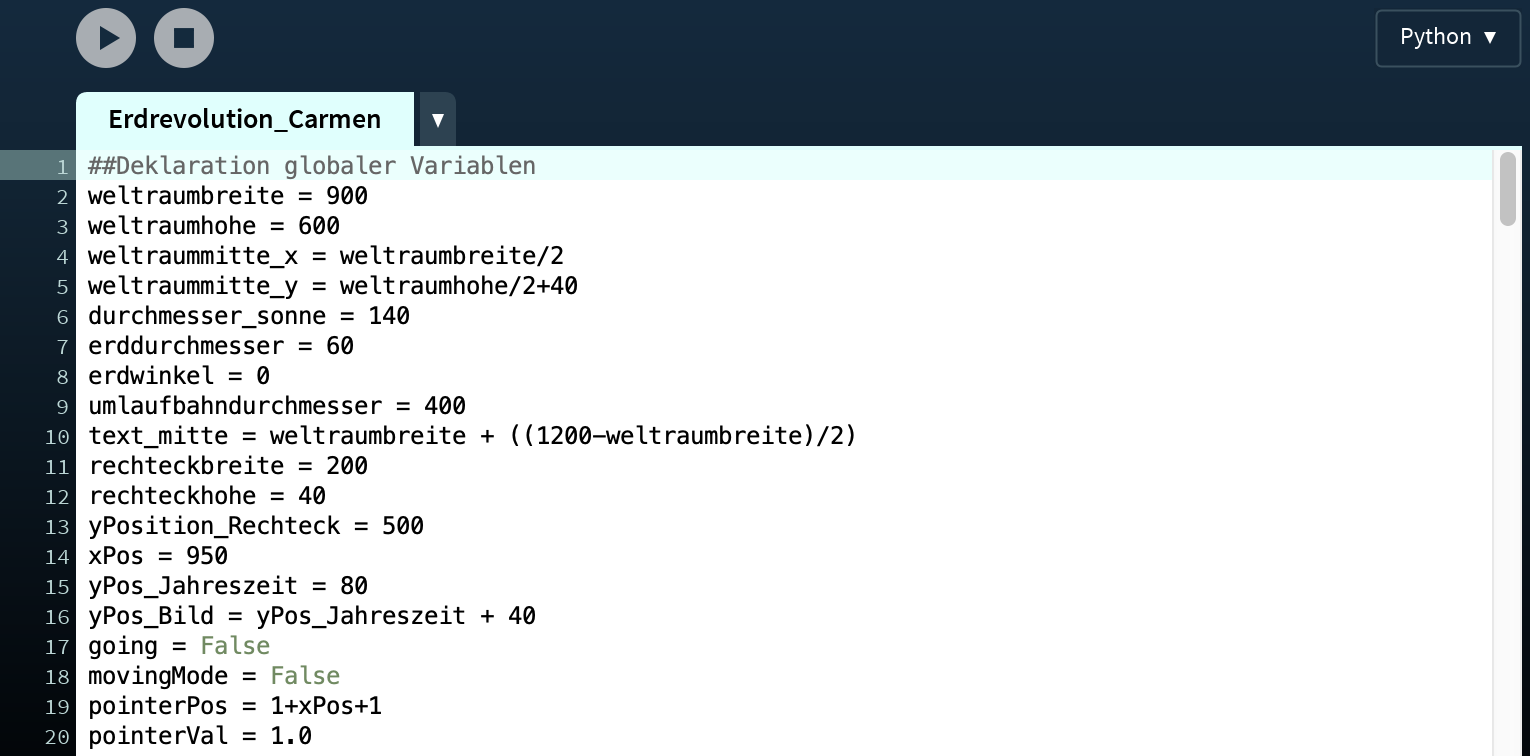 Python ▼
Erdrevolution_Carmen ▼
1 ##Deklaration globaler Variablen
2 weltraumbreite = 900
3 weltraumhohe = 600
4 weltraummitte_x = weltraumbreite/2
5 weltraummitte_y = weltraumhohe/2+40
6 durchmesser_sonne = 140
7 erddurchmesser = 60
8 erdwinkel = 0
9 umlaufbahndurchmesser = 400
10 text_mitte = weltraumbreite + ((1200-weltraumbreite)/2)
11 rechteckbreite = 200
12 rechteckhohe = 40
13 yPosition_Rechteck = 500
14 xPos = 950
15 yPos_Jahreszeit = 80
16 yPos_Bild = yPos_Jahreszeit + 40
17 going = False
18 movingMode = False
19 pointerPos = 1+xPos+1
20 pointerVal = 1.0